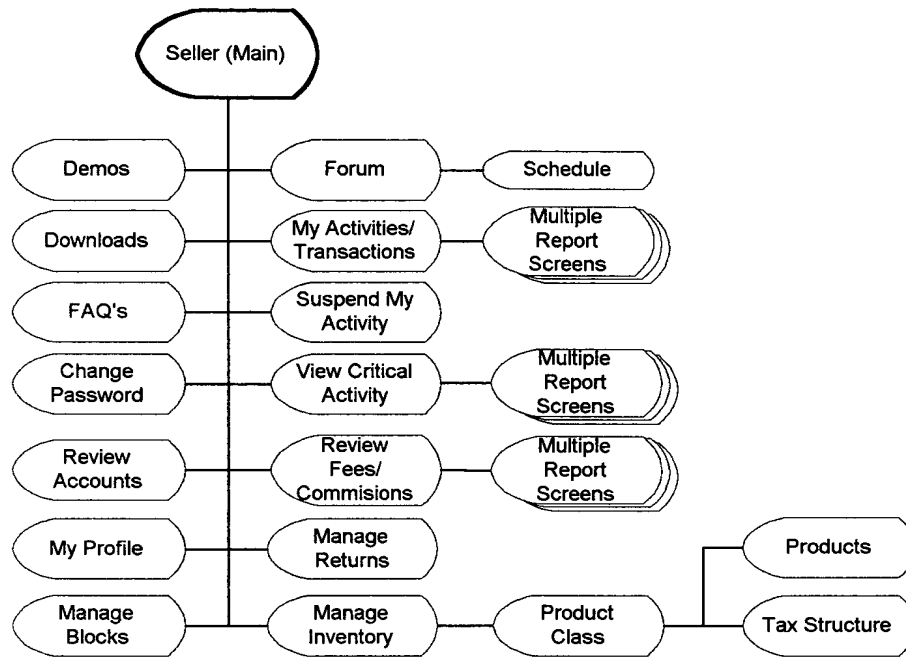 Seller (Main)
Demos
Forum
Schedule
Downloads
My Activities/
Transactions
Multiple
Report
Screens
FAQ's
Suspend My
Activity
Change
Password
View Critical
Activity
Multiple
Report
Screens
Review
Accounts
Review
Fees/
Commisions
Multiple
Report
Screens
My Profile
Manage
Returns
Products
Manage
Blocks
Manage
Inventory
Product
Class
Tax Structure